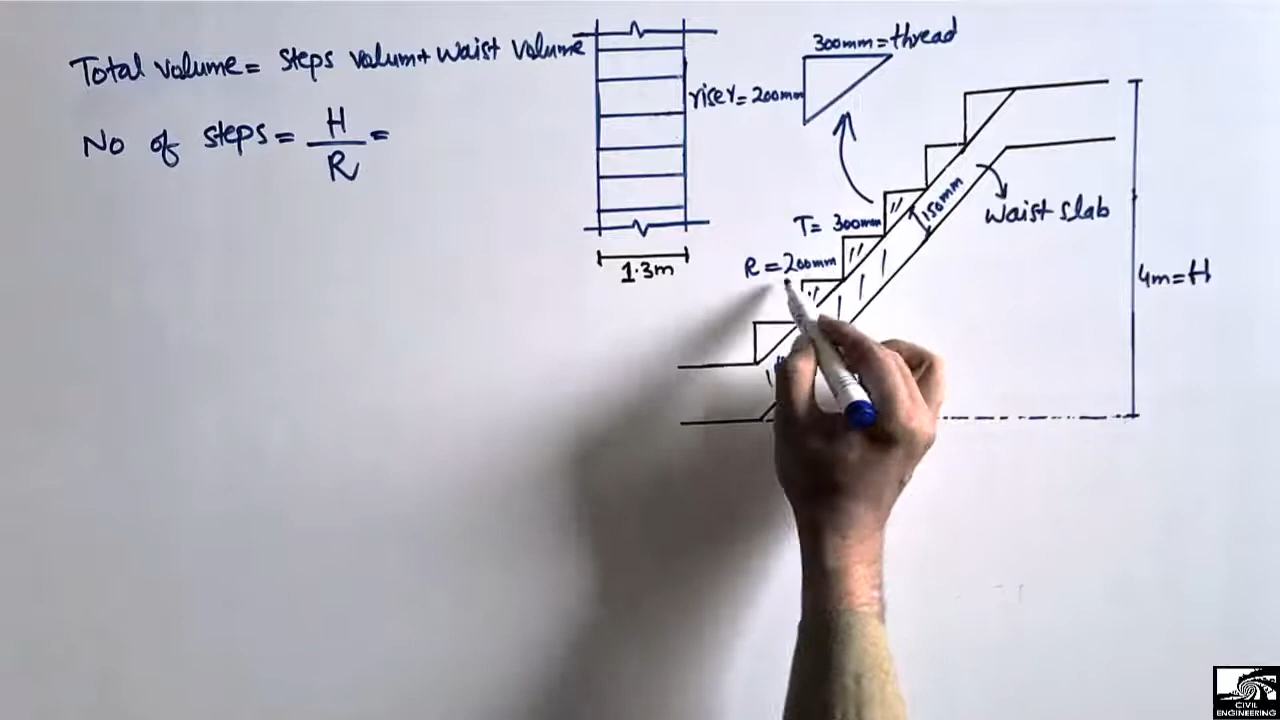 Total volume= steps volum+ waist volume
No of steps= H/R =
1.3m
300mm=thread
riser=200mm
T= 300mm
R=200mm
150mm
waist slab
4m=H
CIVIL
ENGINEERING